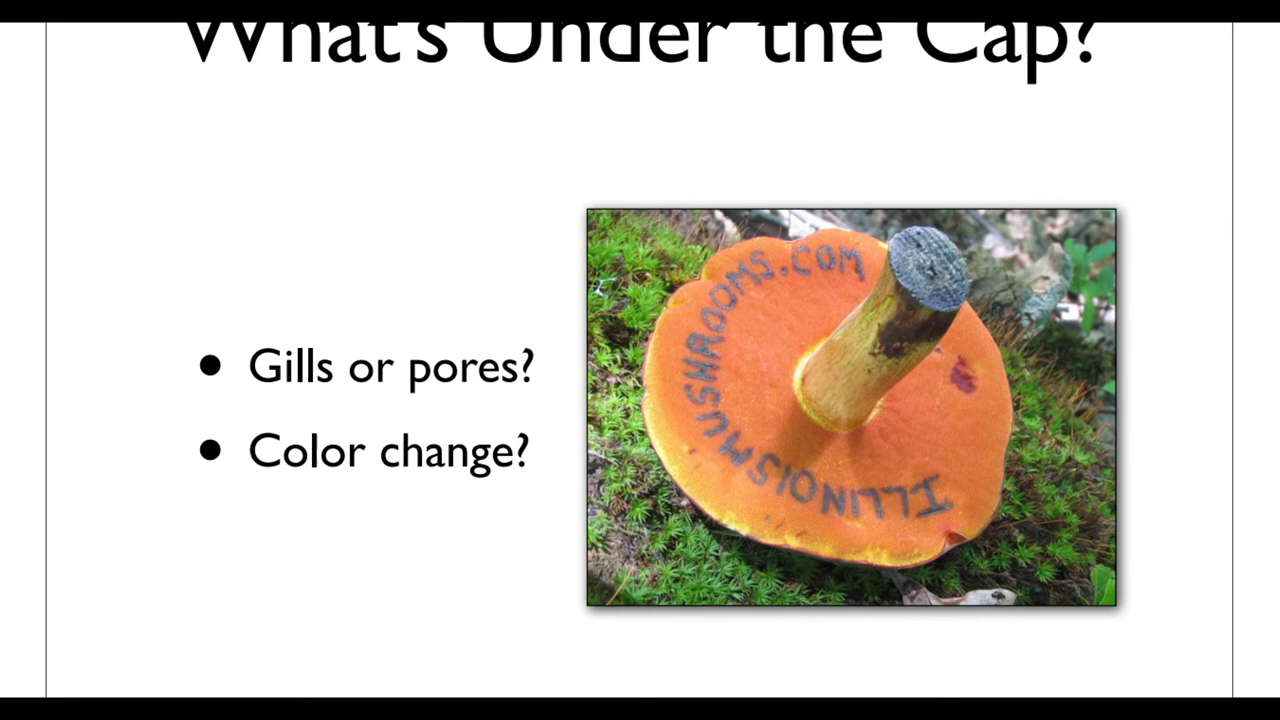 What's Under the Cap?
Gills or pores?
Color change?
ILLINOISMUSHROOMS.COM